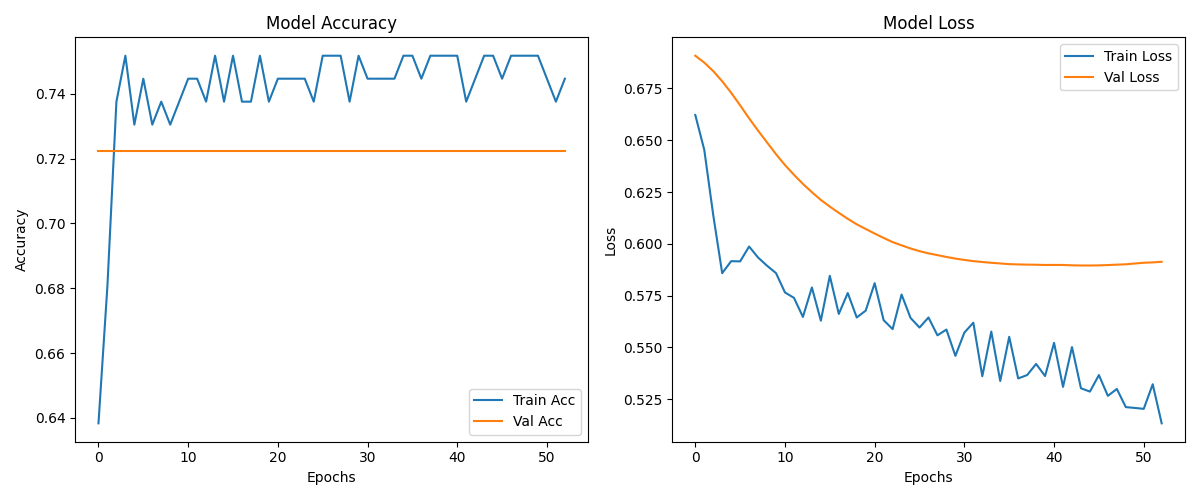 Model Accuracy
Accuracy
0.74
0.72
0.70
0.68
0.66
0.64
0
10
20
30
40
50
Epochs
Train Acc
Val Acc
Model Loss
Loss
0.675
0.650
0.625
0.600
0.575
0.550
0.525
0
10
20
30
40
50
Epochs
Train Loss
Val Loss